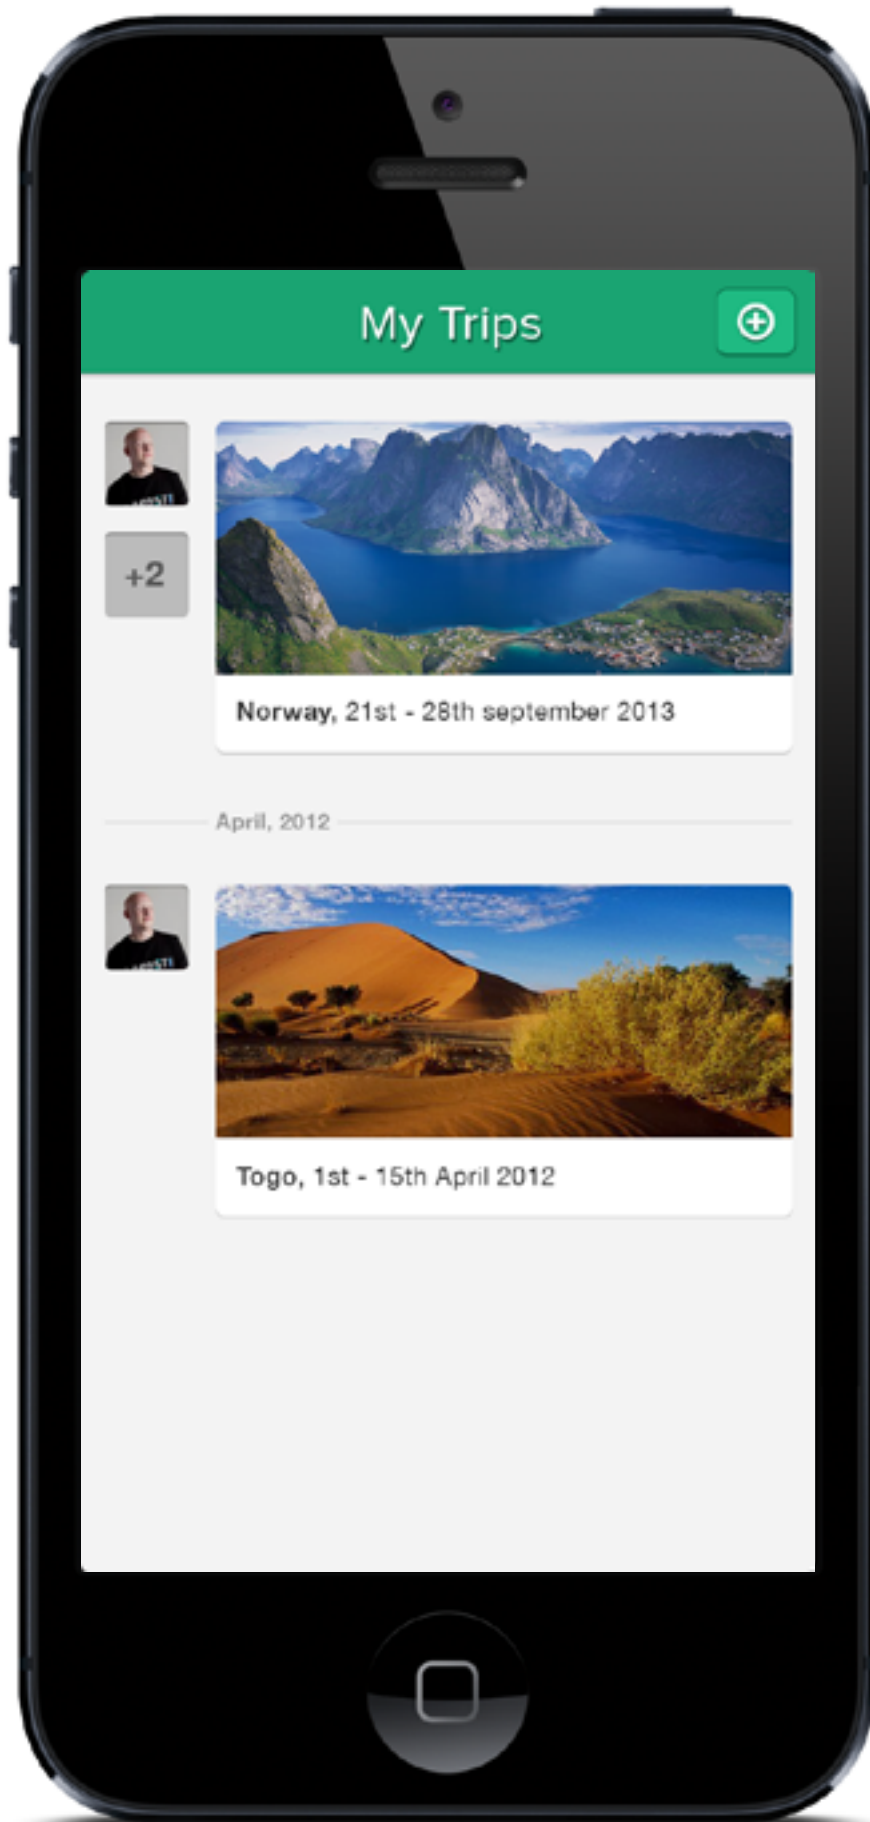 My Trips
+2
Norway, 21st - 28th september 2013
April, 2012
Togo, 1st - 15th April 2012